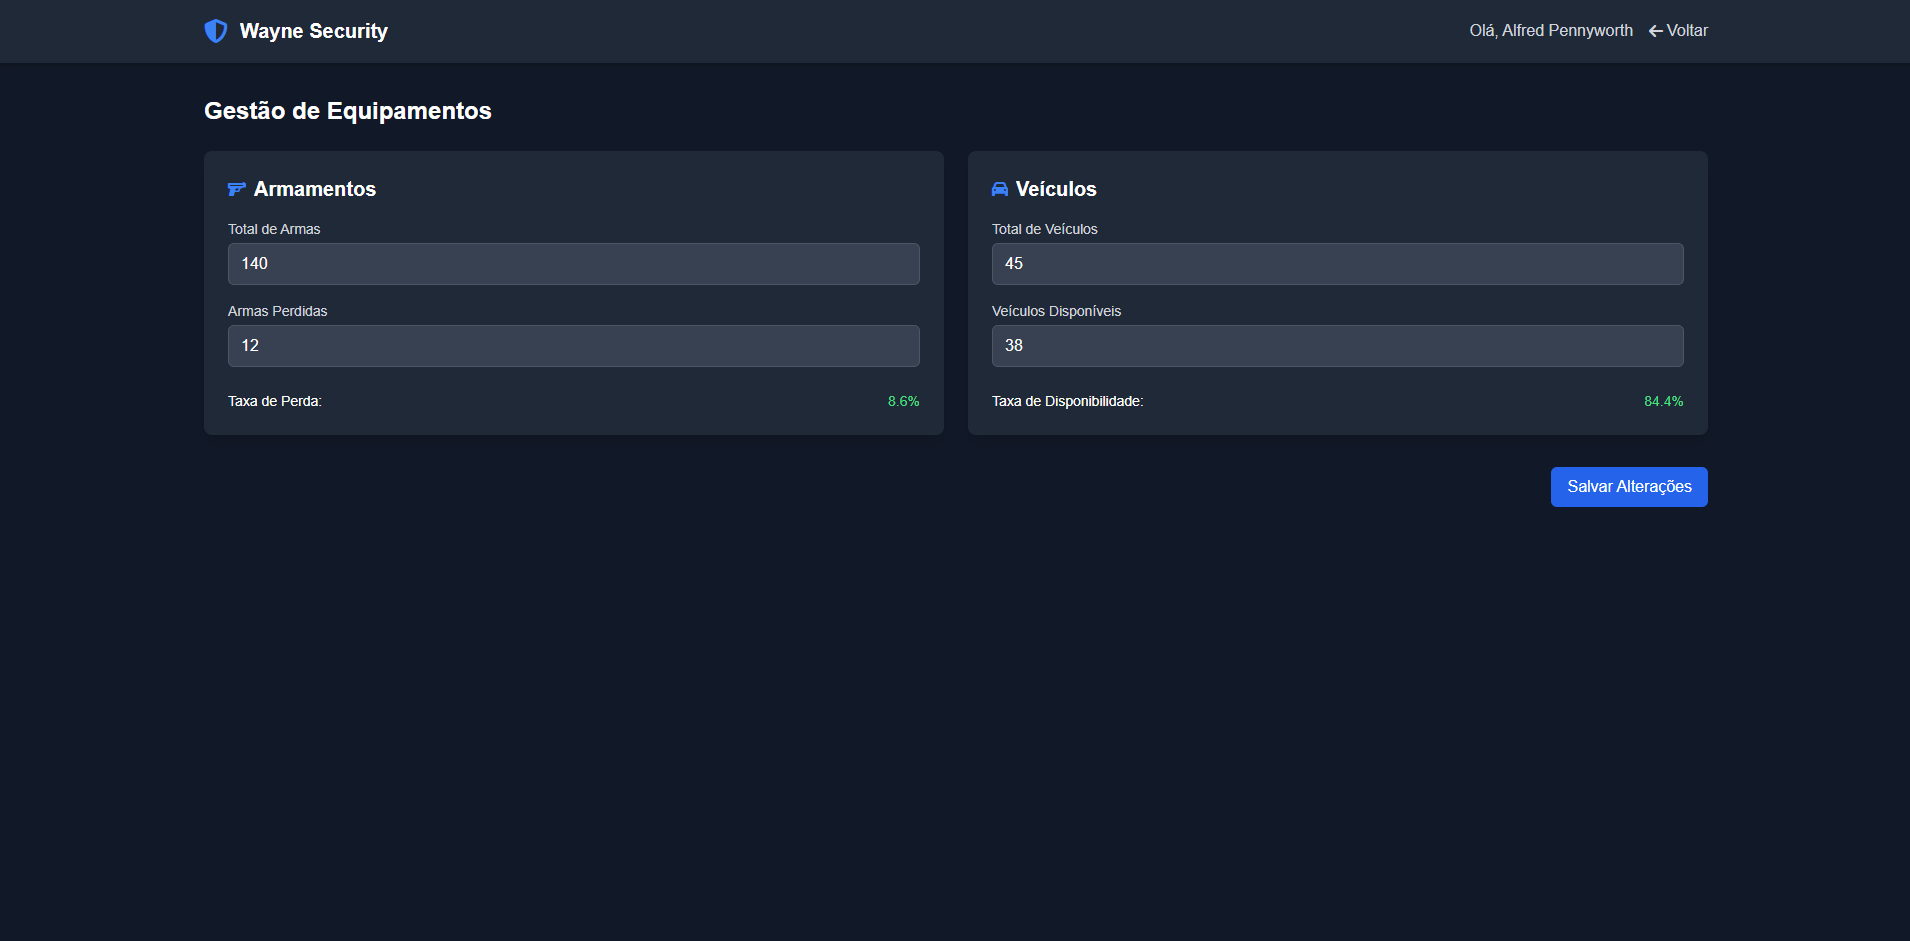 Wayne Security
Olá, Alfred Pennyworth
Voltar
Gestão de Equipamentos
Armamentos
Total de Armas
140
Armas Perdidas
12
Taxa de Perda: 8.6%
Veículos
Total de Veículos
45
Veículos Disponíveis
38
Taxa de Disponibilidade: 84.4%
Salvar Alterações